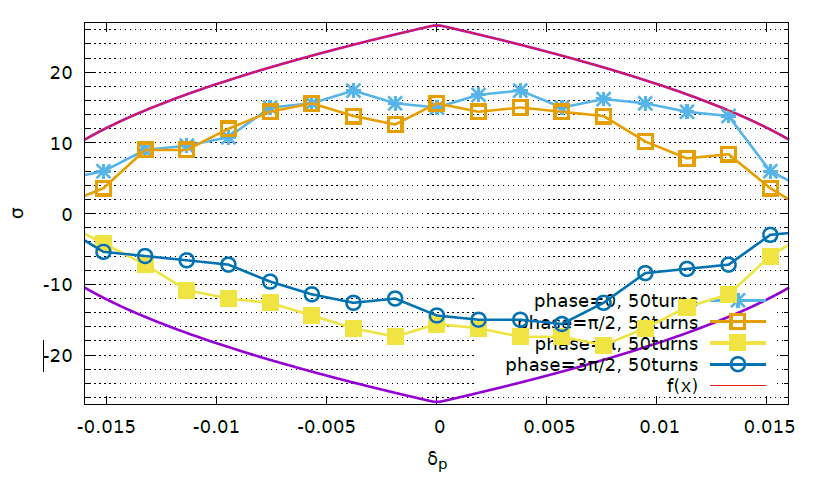 20
10
0
-10
-20
σ
phase=0, 50turns
phase=π/2, 50turns
phase=π, 50turns
phase=3π/2, 50turns
f(x)
-0.015 -0.01 -0.005 0 0.005 0.01 0.015
δp